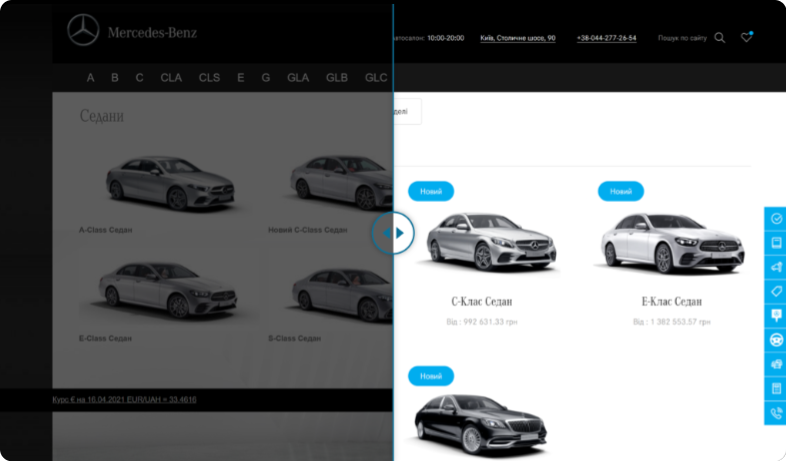 Mercedes-Benz
10:00-20:00
Київ, Столичне шосе, 90
+38-044-277-26-54
Пошук по сайту
A B C CLA CLS E G GLA GLB GLC
Седани
делі
Новий
Новий
A-Class Седан
Новий C-Class Седан
E-Class Седан
S-Class Седан
С-Клас Седан
Е-Клас Седан
Від : 992 631,33 грн
Від : 1 382 553,57 грн
Новий
Курс € на 16.04.2021 EUR/UAH = 33.4616